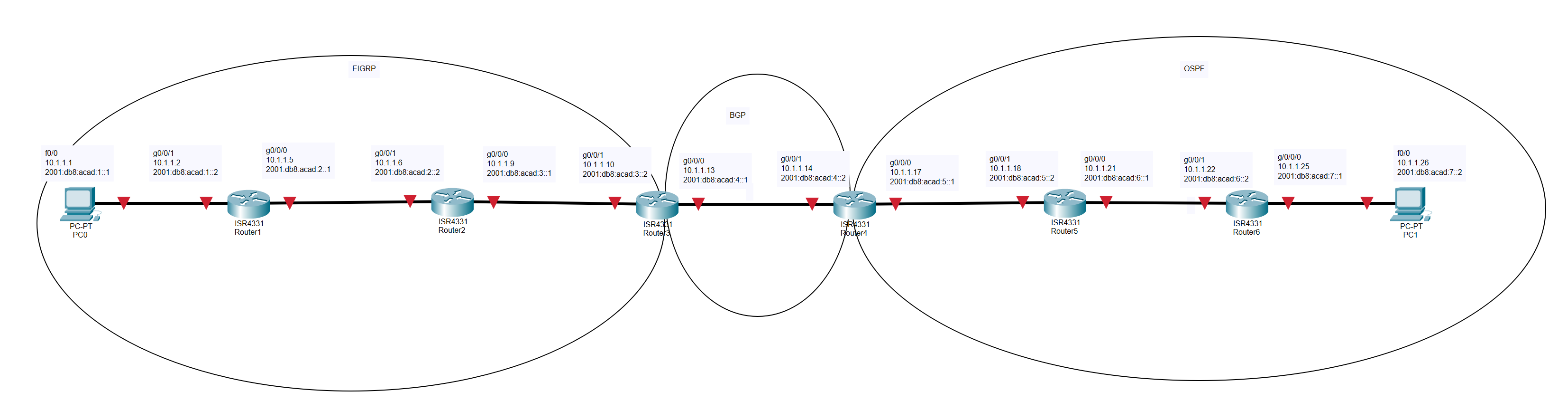 FIGRP
OSPF
BGP
f0/0
10.1.1.1
2001:db8:acad:1::1
g0/0/1
10.1.1.2
2001:db8:acad:1::2
g0/0/0
10.1.1.5
2001:db8:acad:2::1
g0/0/1
10.1.1.6
2001:db8:acad:2::2
g0/0/0
10.1.1.9
2001:db8:acad:3::1
g0/0/1
10.1.1.10
2001:db8:acad:3::2
g0/0/0
10.1.1.13
2001:db8:acad:4::1
g0/0/1
10.1.1.14
2001:db8:acad:4::2
g0/0/0
10.1.1.17
2001:db8:acad:5::1
g0/0/1
10.1.1.18
2001:db8:acad:5::2
g0/0/0
10.1.1.21
2001:db8:acad:6::1
g0/0/1
10.1.1.22
2001:db8:acad:6::2
g0/0/0/0
10.1.1.25
2001:db8:acad:7::1
f0/0
10.1.1.26
2001:db8:acad:7::2
PC-PT
PC0
ISR4331
Router1
ISR4331
Router2
ISR4331
Router3
ISR4331
Router4
ISR4331
Router5
ISR4331
Router6
PC-PT
PC1